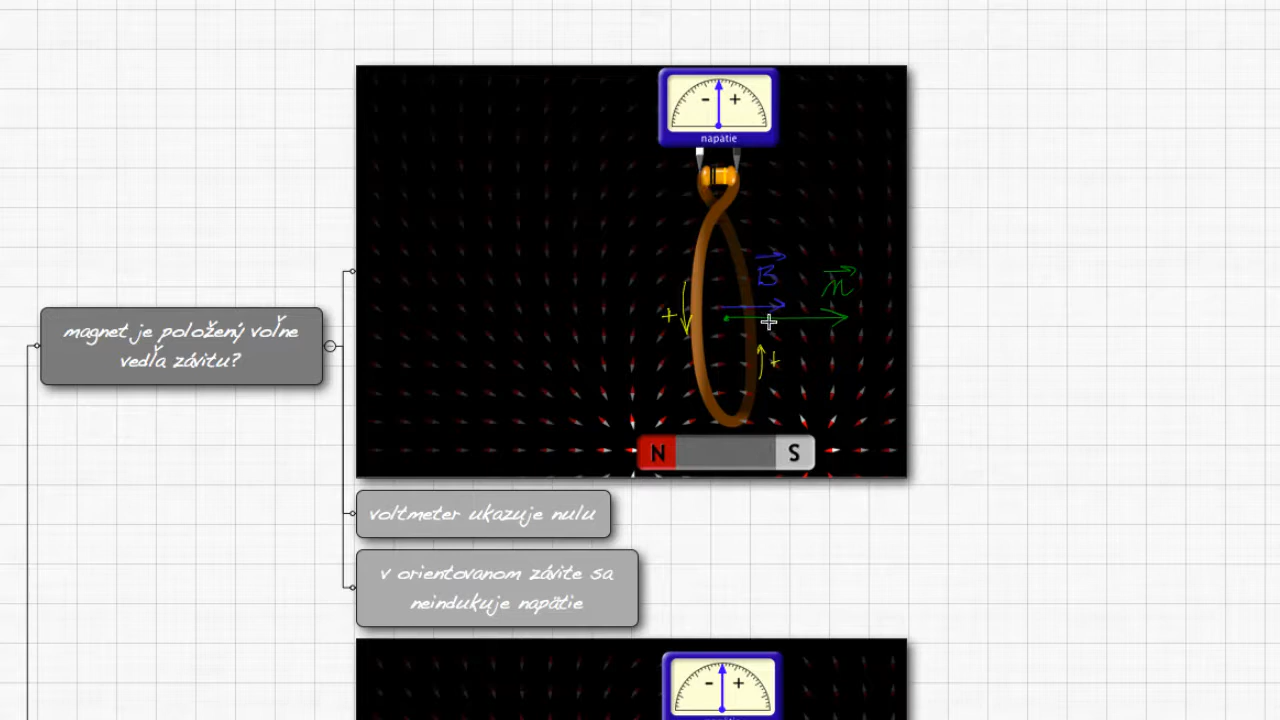 - +
napätie
B
n
+
+
magnet je položený voľne
vedľa závitu?
N S
voltmeter ukazuje nulu
v orientovanom závite sa
neindukuje napätie
- +